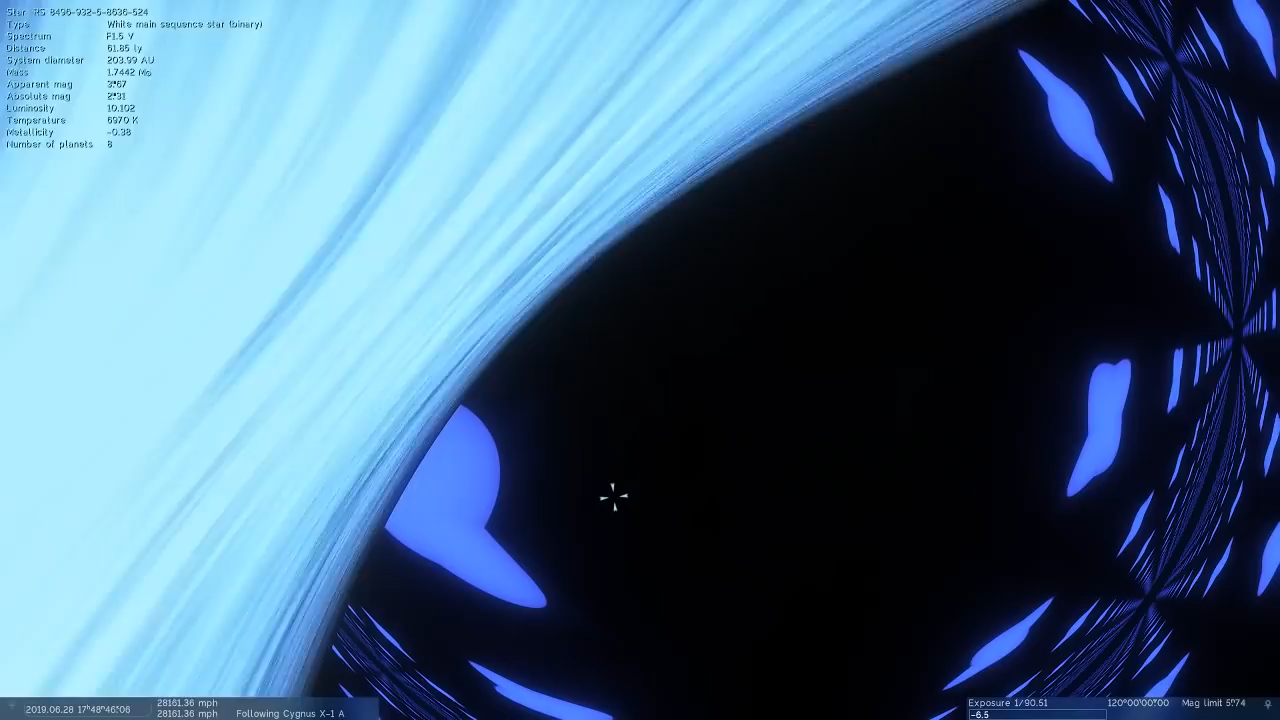 Star RS 8496-932-5-8636-524
Type White main sequence star (binary)
Spectrum F1.5 V
Distance 61.85 ly
System diameter 203.99 AU
Mass 1.7442 Mo
Apparent mag 3"67
Absolute mag 2"31
Luminosity 10.102
Temperature 6970 K
Metallicity -0.38
Number of planets 8
28161.36 mph
2019.06.28 17"48"46"06
28161.36 mph Following Cygnus X-1 A
Exposure 1/90.51 120°00'00"00 Mag limit 5"74
-6.5